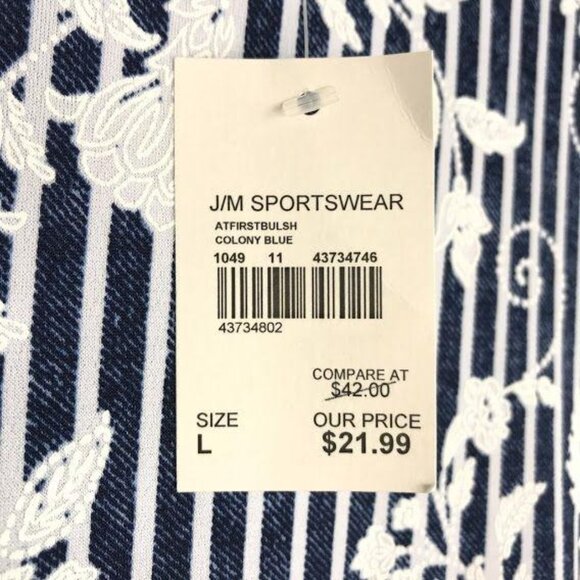 J/M SPORTSWEAR
ATFIRSTBULSH
COLONY BLUE
1049 11 43734746
43734802
COMPARE AT
$42.00
SIZE
L
OUR PRICE
$21.99